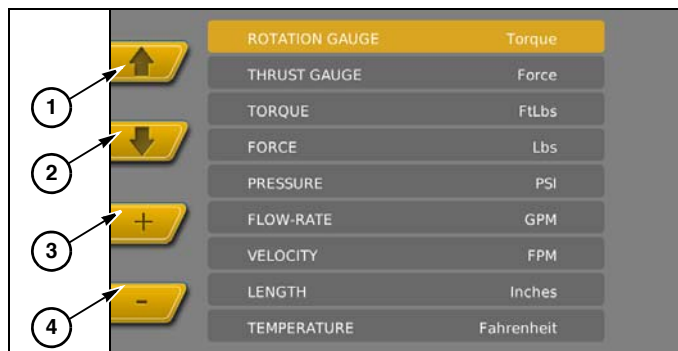 ROTATION GAUGE Torque
1
THRUST GAUGE Force
TORQUE FtLbs
2
FORCE Lbs
PRESSURE PSI
3
+
FLOW-RATE GPM
VELOCITY FPM
4
-
LENGTH Inches
TEMPERATURE Fahrenheit